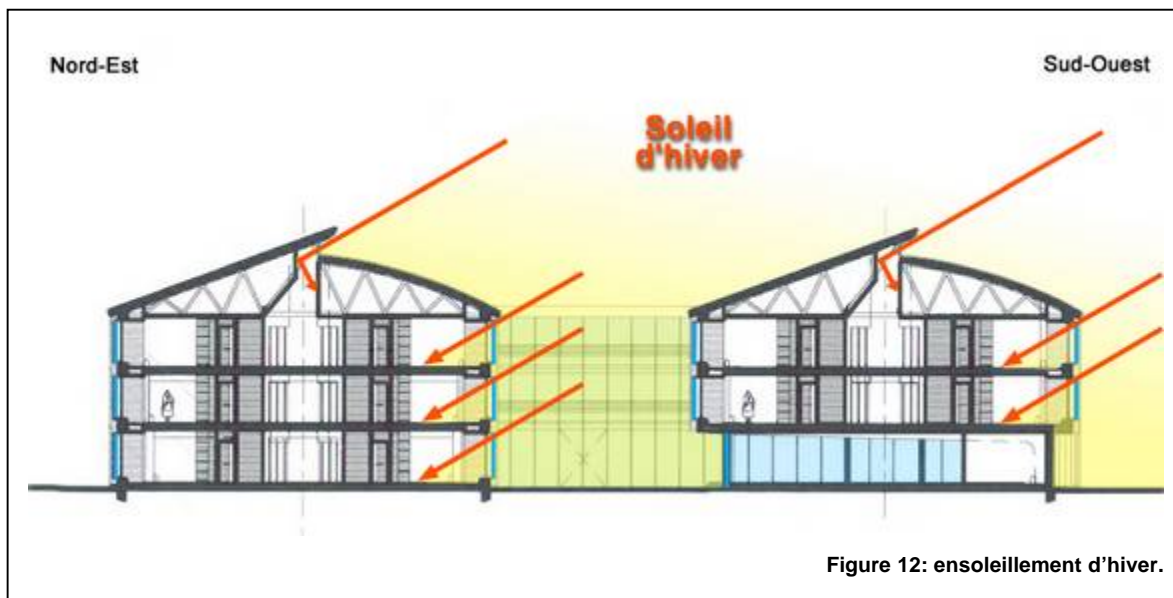 Nord-Est
Sud-Ouest
Soleil
d'hiver
Figure 12: ensoleillement d’hiver.